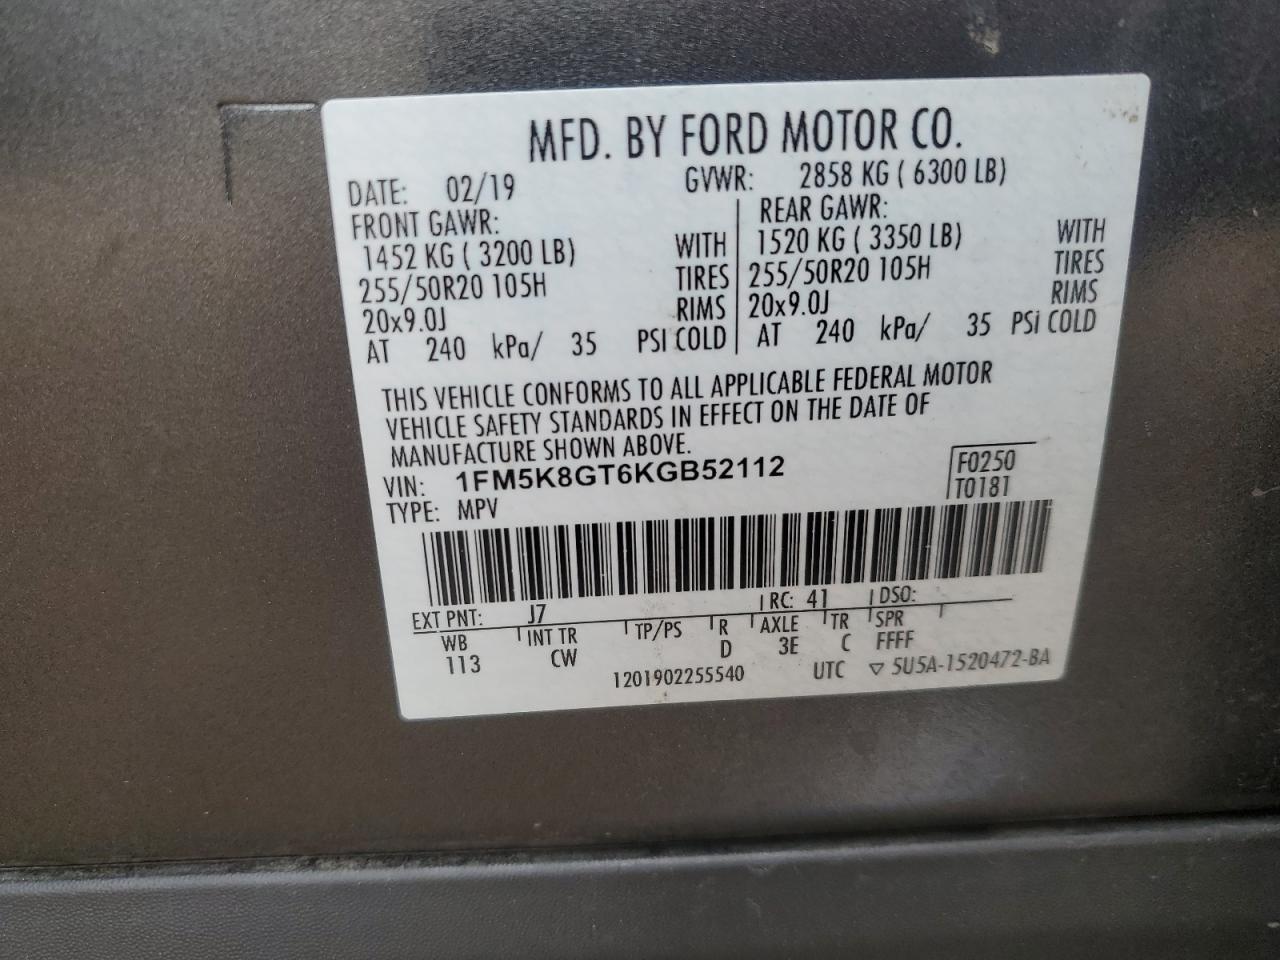 MFD. BY FORD MOTOR CO.
DATE: 02/19 GVWR: 2858 KG ( 6300 LB)
FRONT GAWR: REAR GAWR:
1452 KG ( 3200 LB) WITH 1520 KG ( 3350 LB) WITH
255/50R20 105H TIRES 255/50R20 105H TIRES
20x9.0J RIMS 20x9.0J RIMS
AT 240 kPa/ 35 PSI COLD AT 240 kPa/ 35 PSi COLD
THIS VEHICLE CONFORMS TO ALL APPLICABLE FEDERAL MOTOR
VEHICLE SAFETY STANDARDS IN EFFECT ON THE DATE OF
MANUFACTURE SHOWN ABOVE.
VIN: 1FM5K8GT6KGB52112 F0250
TYPE: MPV T0181
EXT PNT: J7 RC: 41 DSO:
WB INT TR TP/PS R AXLE TR SPR
113 CW D 3E C FFFF
1201902255540 UTC ▽ 5U5A-1520472-BA